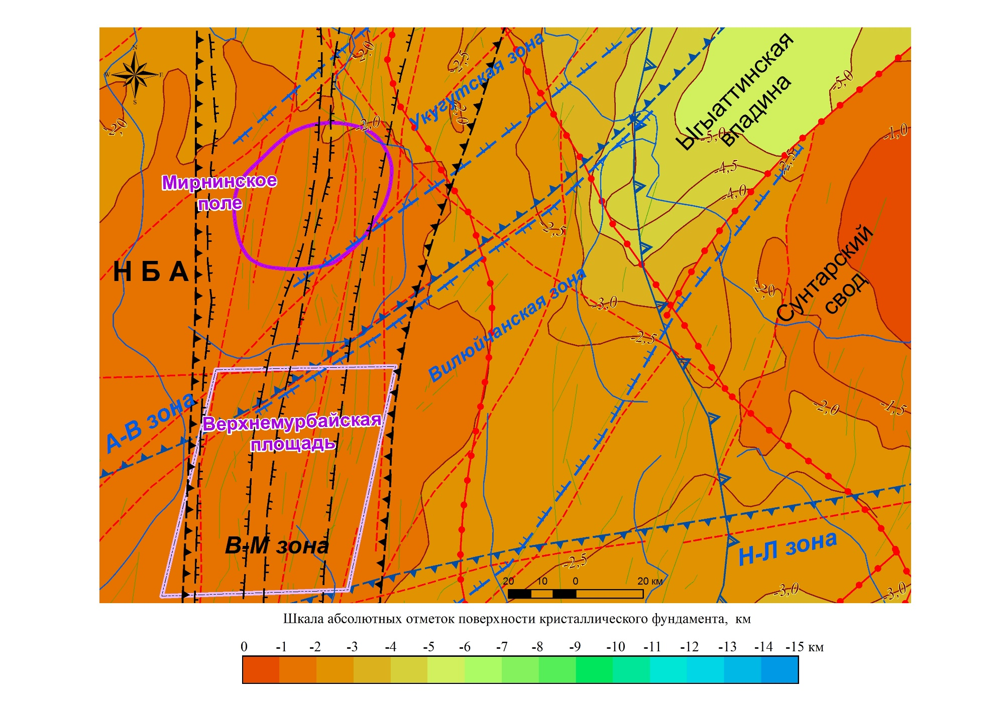 N
W
E
S
-2,0
-2,5
Укугутская зона
Ыгыаттинская
впадина
-5,0
-2,0
-2,0
-2,0
-5,0
-1,0
-2,5
-4,5
-4,0
Мирнинское
поле
-2,5
Сунтарский
свод
Н Б А
-2,0
-3,0
Вилюйчанская зона
-2,5
А-В зона
-2,0
-1,5
Верхнемурбайская
площадь
В-М зона
Н-Л зона
-2,5
20 10 0 20 км
-3,0
-3,0
Шкала абсолютных отметок поверхности кристаллического фундамента, км
0 -1 -2 -3 -4 -5 -6 -7 -8 -9 -10 -11 -12 -13 -14 -15 км